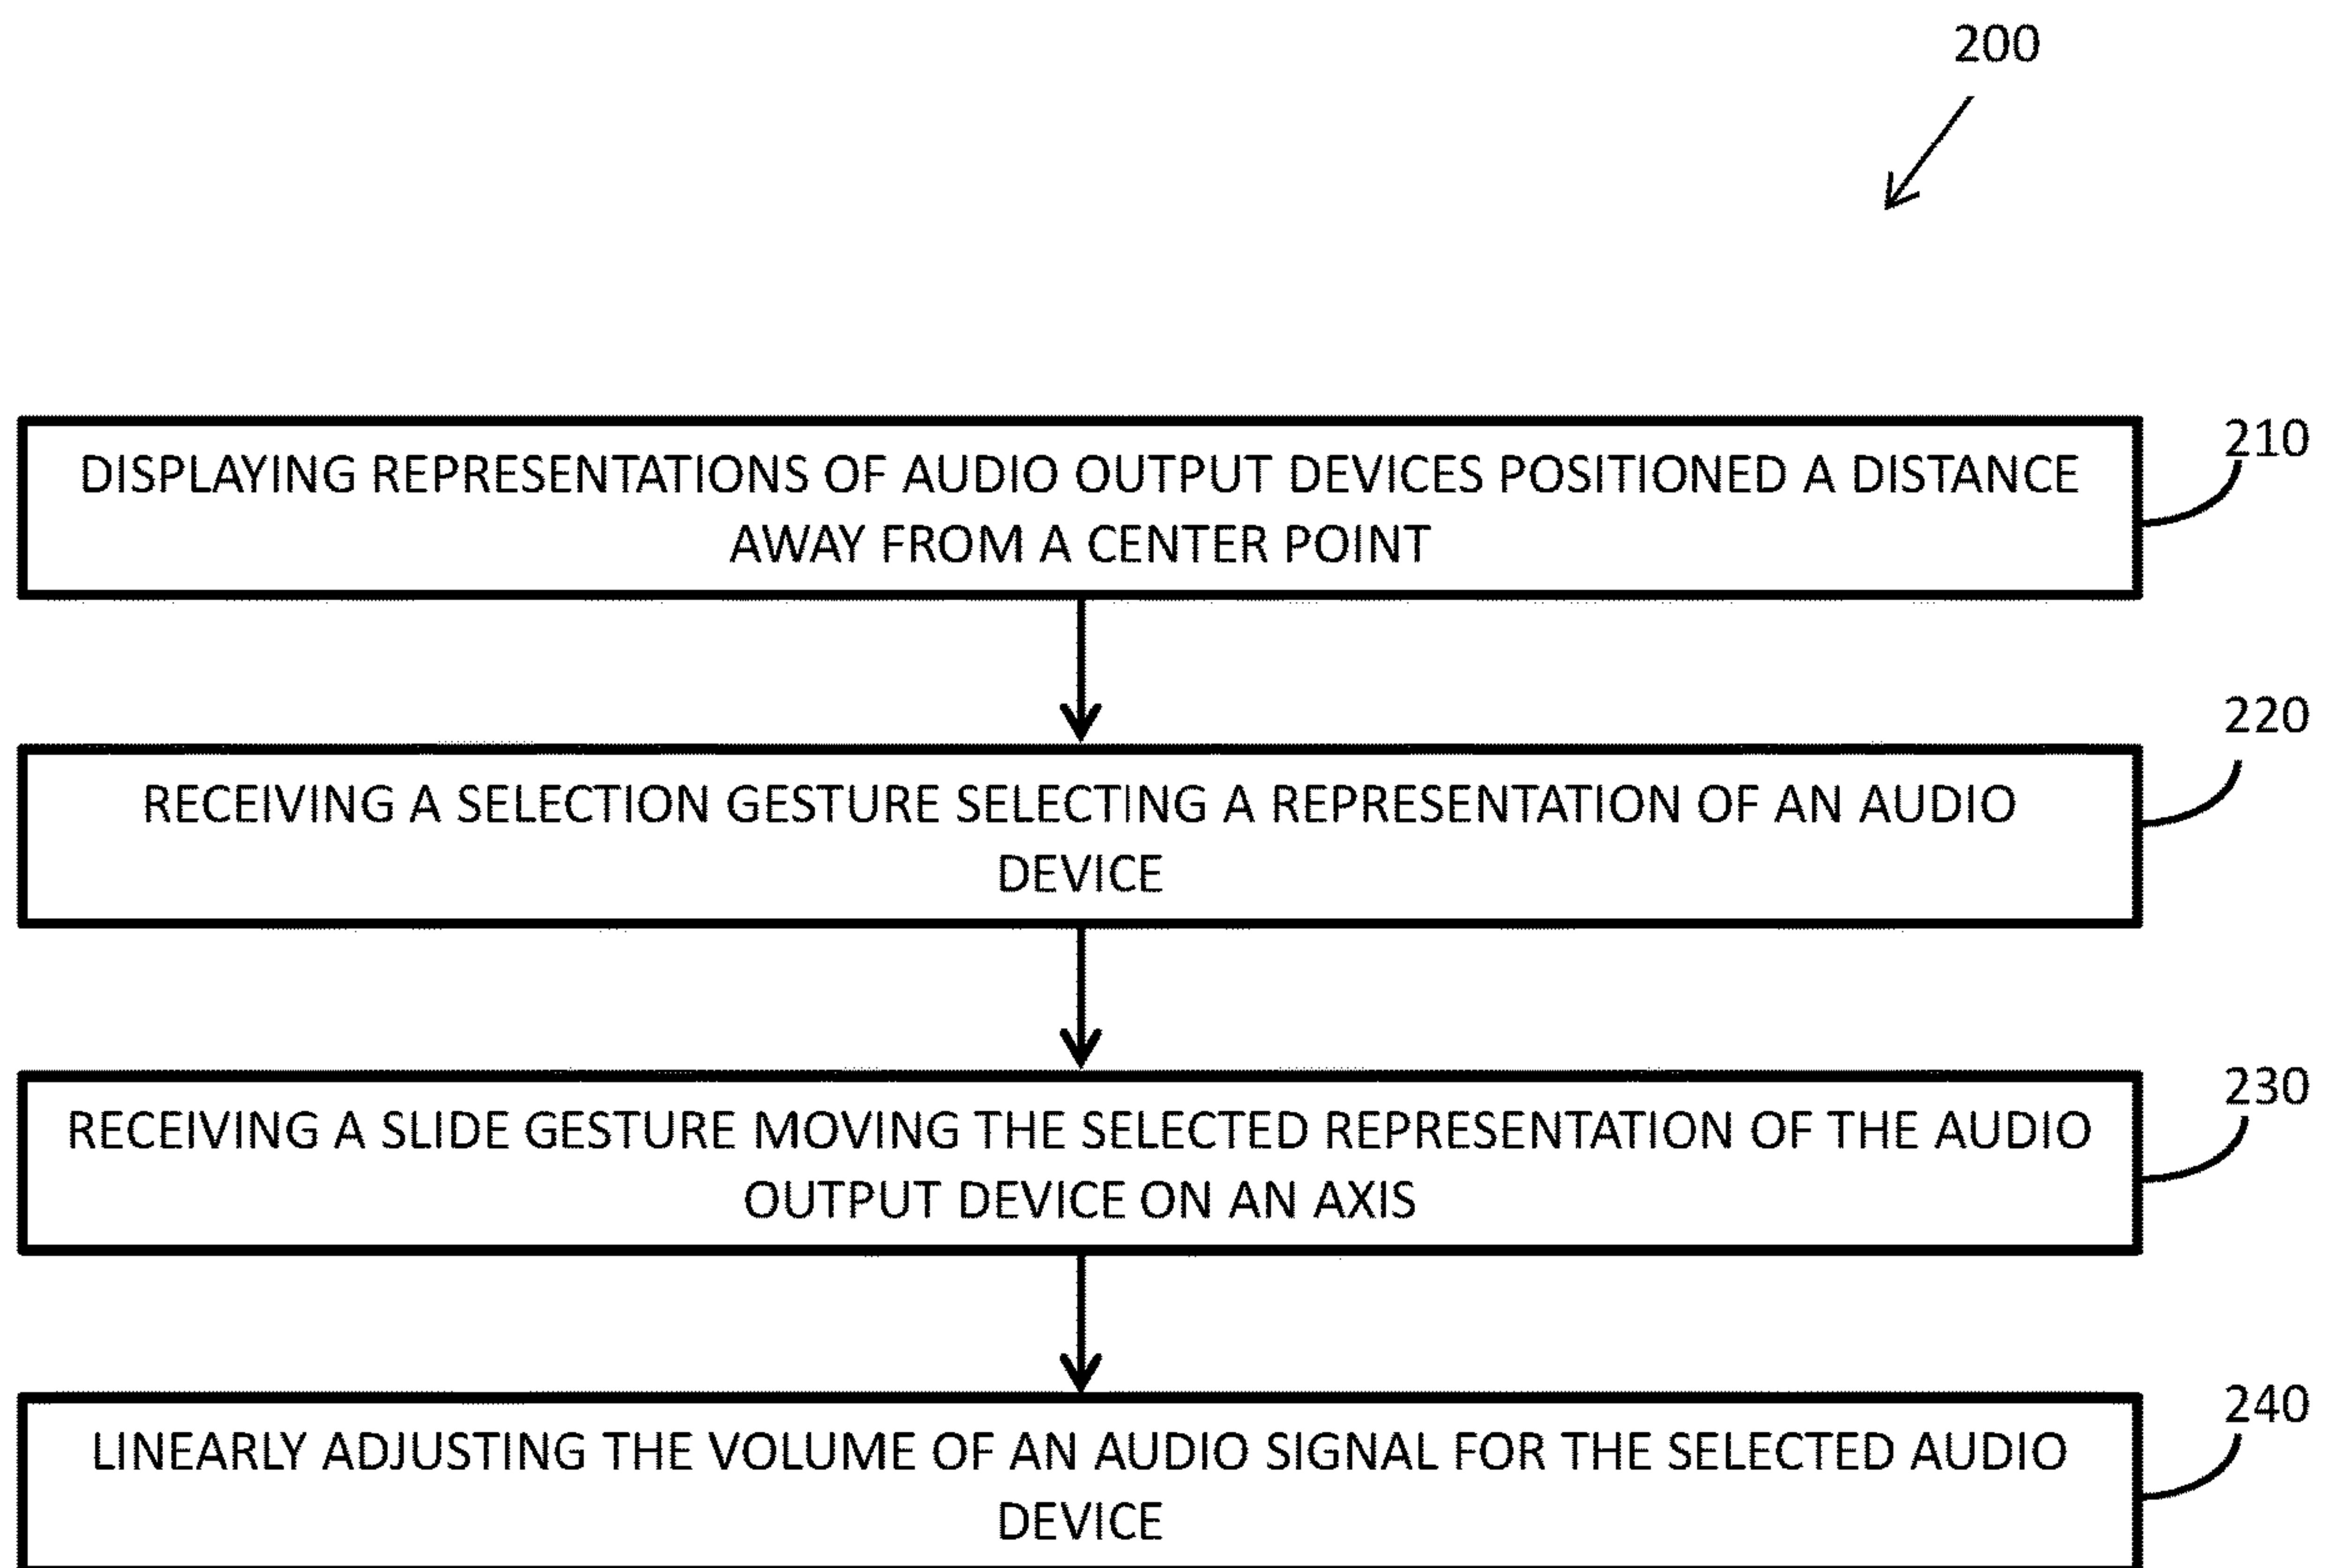 200
210
DISPLAYING REPRESENTATIONS OF AUDIO OUTPUT DEVICES POSITIONED A DISTANCE
AWAY FROM A CENTER POINT
220
RECEIVING A SELECTION GESTURE SELECTING A REPRESENTATION OF AN AUDIO
DEVICE
230
RECEIVING A SLIDE GESTURE MOVING THE SELECTED REPRESENTATION OF THE AUDIO
OUTPUT DEVICE ON AN AXIS
240
LINEARLY ADJUSTING THE VOLUME OF AN AUDIO SIGNAL FOR THE SELECTED AUDIO
DEVICE